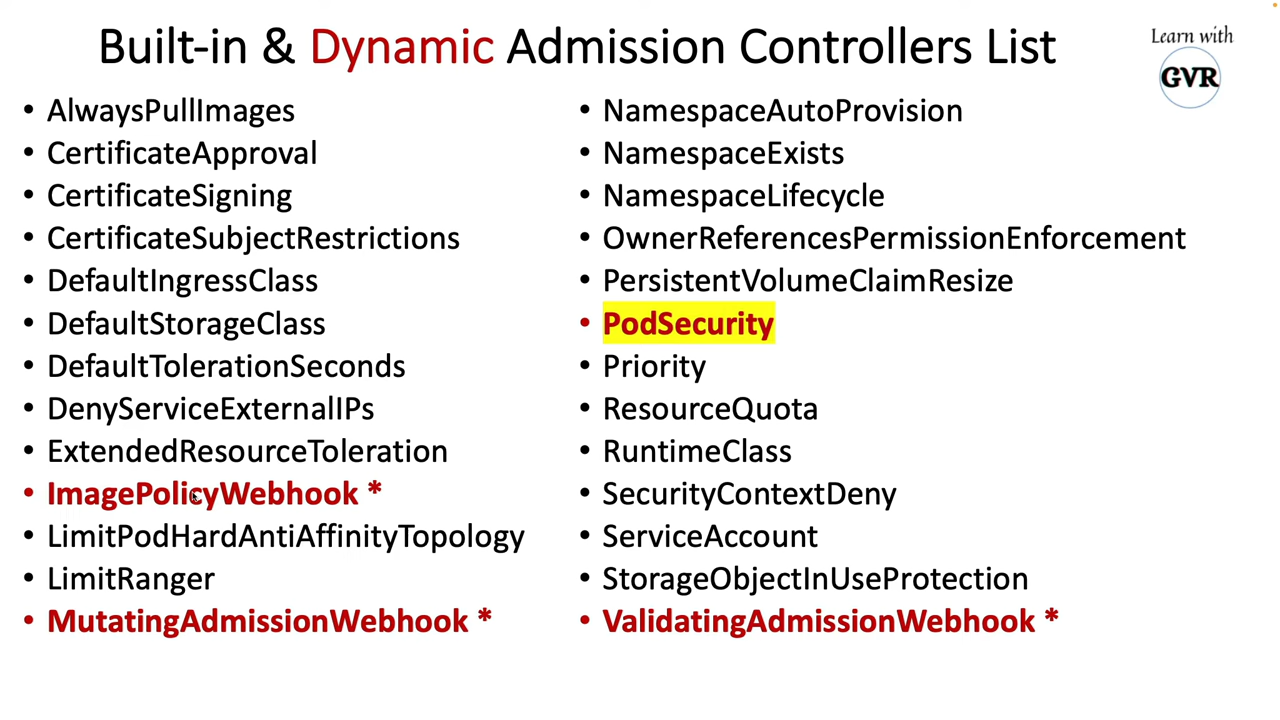 Built-in & Dynamic Admission Controllers List
Learn with
GVR
• AlwaysPullImages
• CertificateApproval
• CertificateSigning
• CertificateSubjectRestrictions
• DefaultIngressClass
• DefaultStorageClass
• DefaultTolerationSeconds
• DenyServiceExternalIPs
• ExtendedResourceToleration
• ImagePolicyWebhook *
• LimitPodHardAntiAffinityTopology
• LimitRanger
• MutatingAdmissionWebhook *
• NamespaceAutoProvision
• NamespaceExists
• NamespaceLifecycle
• OwnerReferencesPermissionEnforcement
• PersistentVolumeClaimResize
• PodSecurity
• Priority
• ResourceQuota
• RuntimeClass
• SecurityContextDeny
• ServiceAccount
• StorageObjectInUseProtection
• ValidatingAdmissionWebhook *